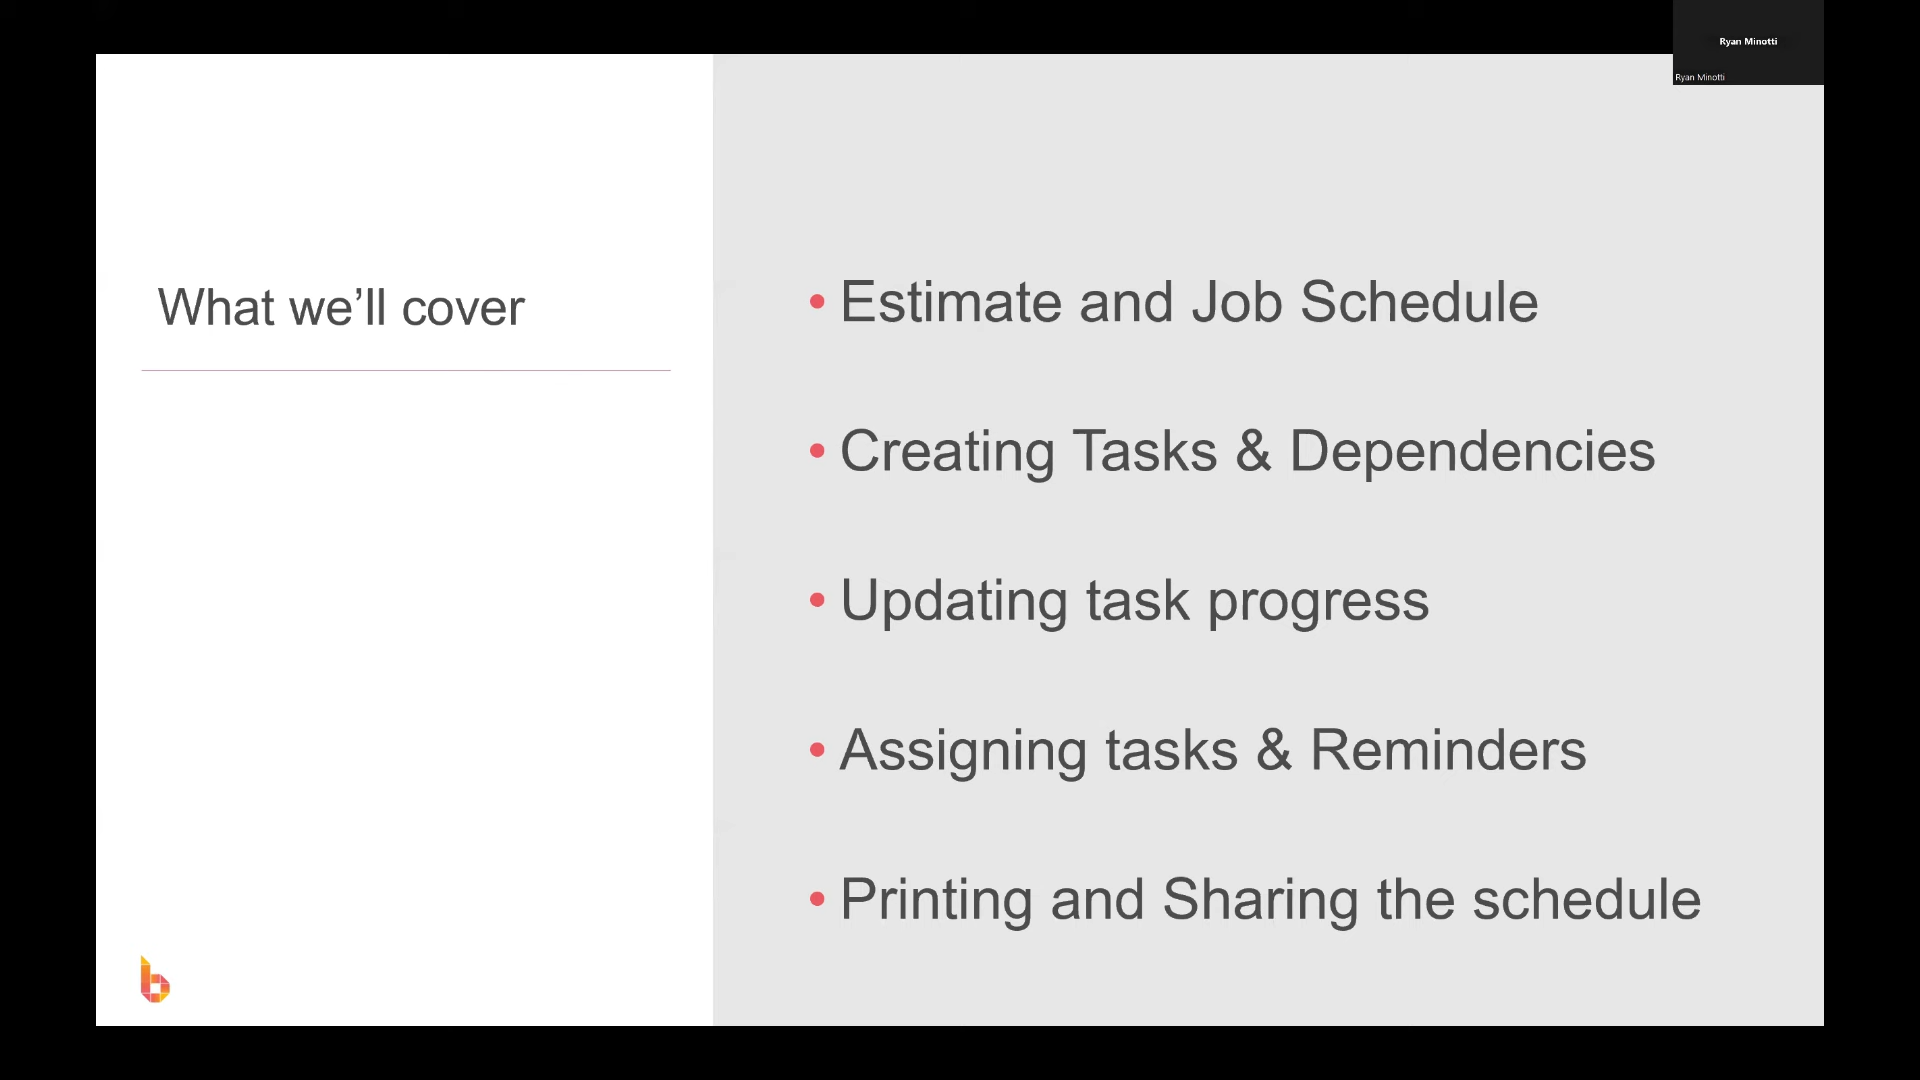 Ryan Minotti
Ryan Minotti
What we’ll cover
• Estimate and Job Schedule
• Creating Tasks & Dependencies
• Updating task progress
• Assigning tasks & Reminders
• Printing and Sharing the schedule
b